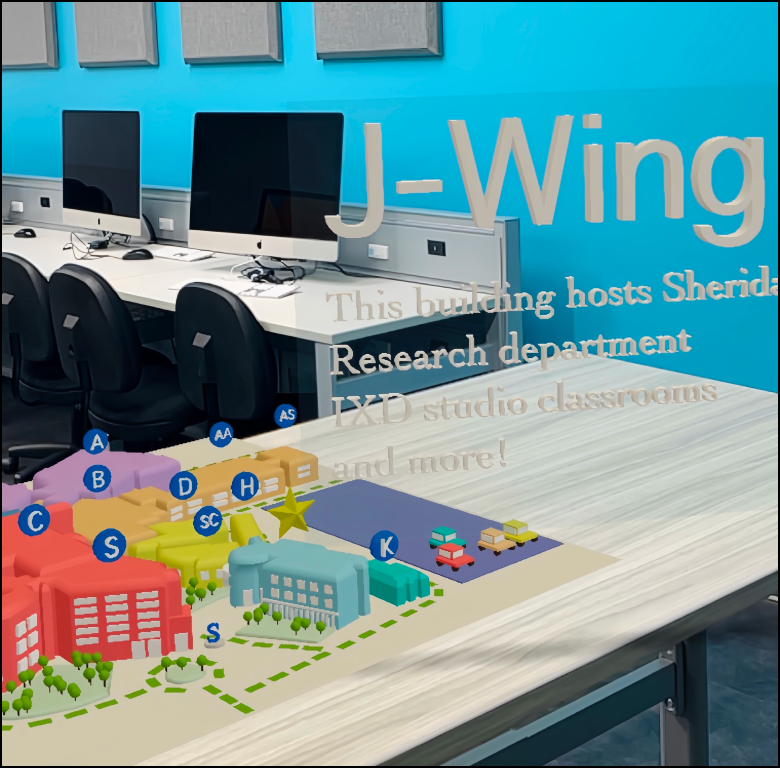 J-Wing
This building hosts Sherida
Research department
IXD studio classrooms
and more!
AS
AA
A
B
D
H
C
SC
S
K
S